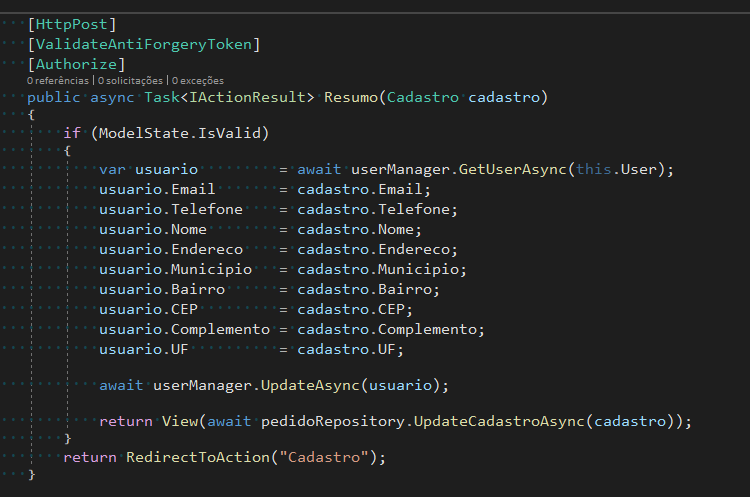 [HttpPost]
[ValidateAntiForgeryToken]
[Authorize]
0 referências | 0 solicitações | 0 exceções
public async Task<IActionResult> Resumo(Cadastro cadastro)
{
    if (ModelState.IsValid)
    {
        var usuario         = await userManager.GetUserAsync(this.User);
        usuario.Email       = cadastro.Email;
        usuario.Telefone    = cadastro.Telefone;
        usuario.Nome        = cadastro.Nome;
        usuario.Endereco    = cadastro.Endereco;
        usuario.Municipio   = cadastro.Municipio;
        usuario.Bairro      = cadastro.Bairro;
        usuario.CEP         = cadastro.CEP;
        usuario.Complemento = cadastro.Complemento;
        usuario.UF          = cadastro.UF;
        await userManager.UpdateAsync(usuario);
        return View(await pedidoRepository.UpdateCadastroAsync(cadastro));
    }
    return RedirectToAction("Cadastro");
}